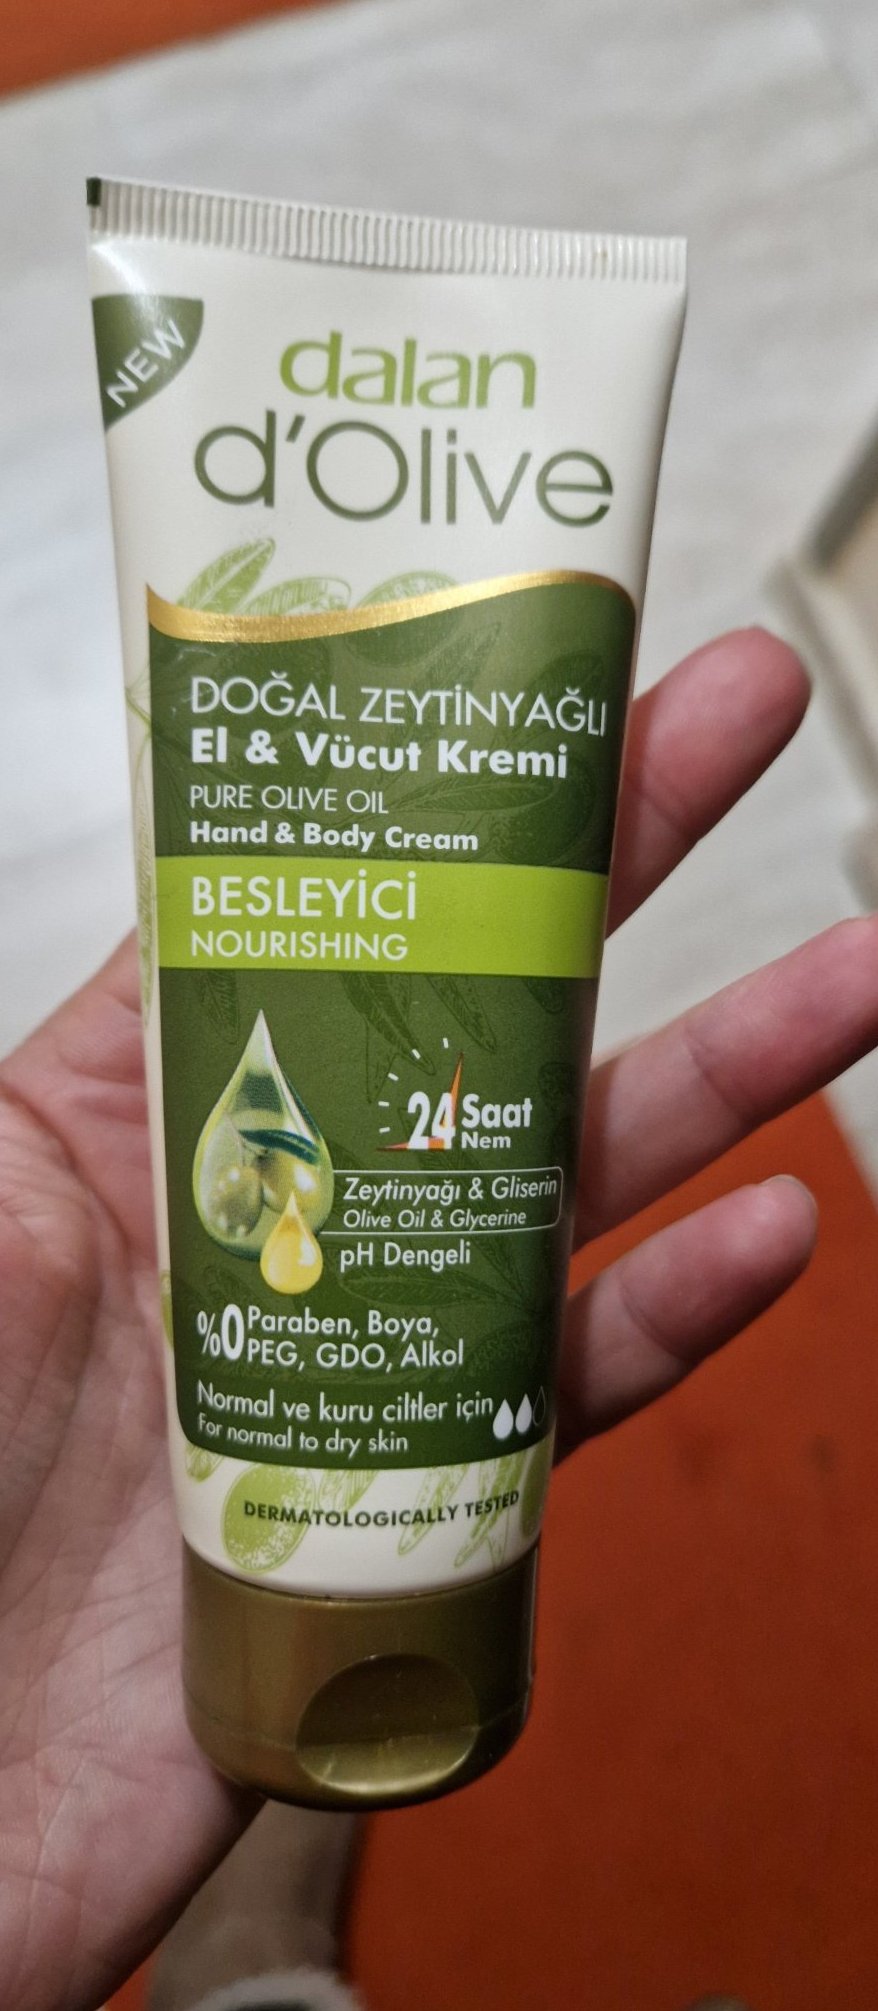 NEW
dalan
d'Olive
DOĞAL ZEYTİNYAĞLI
El & Vücut Kremi
PURE OLIVE OIL
Hand & Body Cream
BESLEYİCİ
NOURISHING
24 Saat
Nem
Zeytinyağı & Gliserin
Olive Oil & Glycerine
pH Dengeli
%0 Paraben, Boya,
PEG, GDO, Alkol
Normal ve kuru ciltler için
For normal to dry skin
DERMATOLOGICALLY TESTED